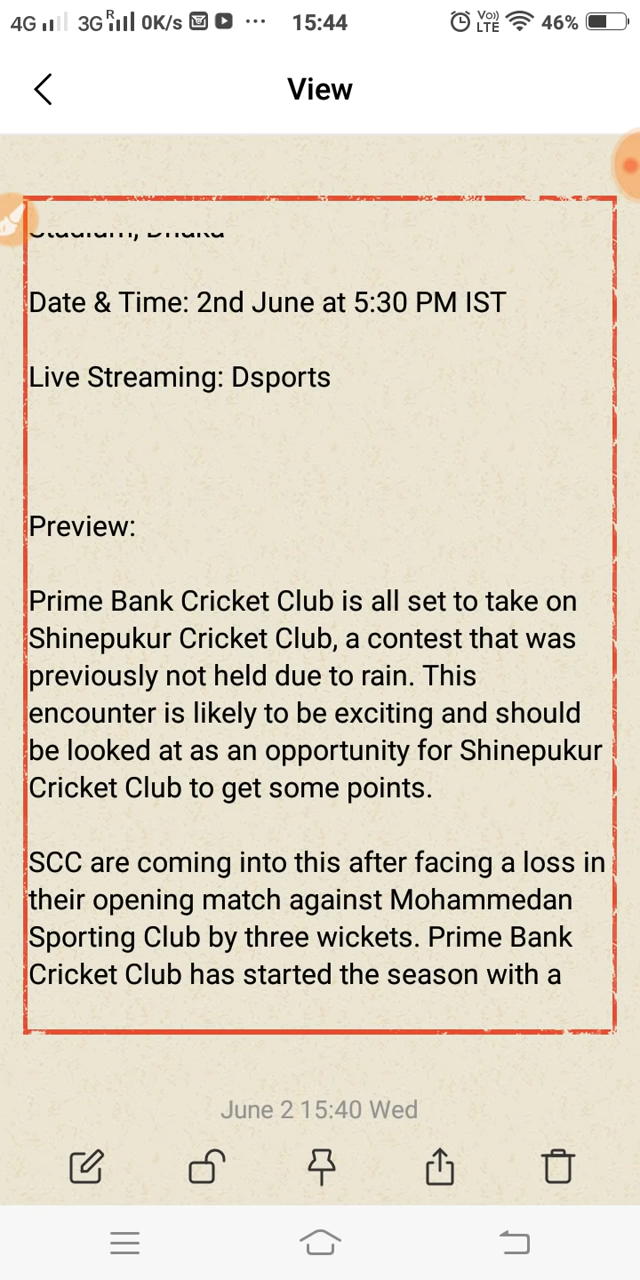 4G 3G R 0K/s ... 15:44 Vo)) LTE 46%
View
Stadium, Dhaka
Date & Time: 2nd June at 5:30 PM IST
Live Streaming: Dsports
Preview:
Prime Bank Cricket Club is all set to take on
Shinepukur Cricket Club, a contest that was
previously not held due to rain. This
encounter is likely to be exciting and should
be looked at as an opportunity for Shinepukur
Cricket Club to get some points.
SCC are coming into this after facing a loss in
their opening match against Mohammedan
Sporting Club by three wickets. Prime Bank
Cricket Club has started the season with a
June 2 15:40 Wed